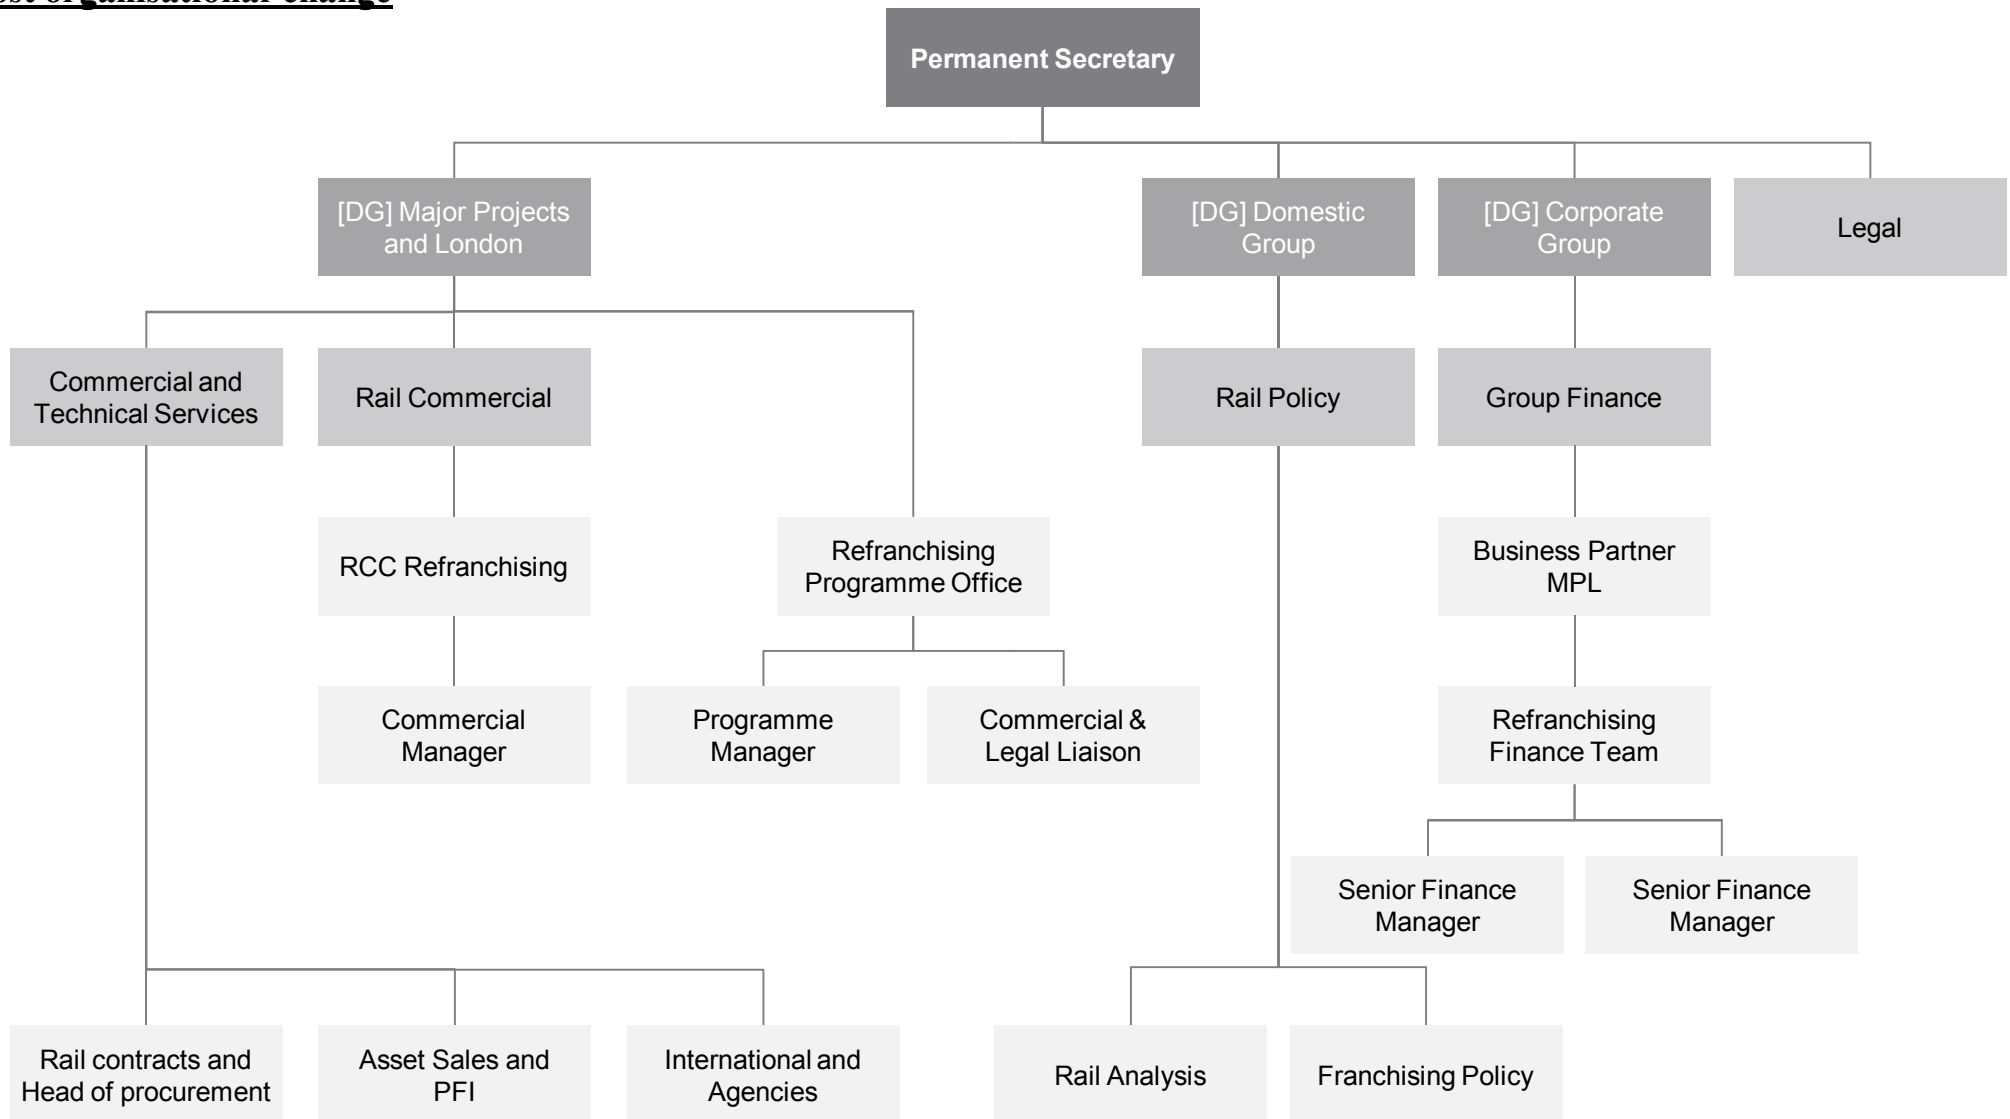 organisational change
Permanent Secretary
[DG] Major Projects
and London
[DG] Domestic
Group
[DG] Corporate
Group
Legal
Commercial and
Technical Services
Rail Commercial
Rail Policy
Group Finance
RCC Refranchising
Refranchising
Programme Office
Business Partner
MPL
Commercial
Manager
Programme
Manager
Commercial &
Legal Liaison
Refranchising
Finance Team
Senior Finance
Manager
Senior Finance
Manager
Rail contracts and
Head of procurement
Asset Sales and
PFI
International and
Agencies
Rail Analysis
Franchising Policy